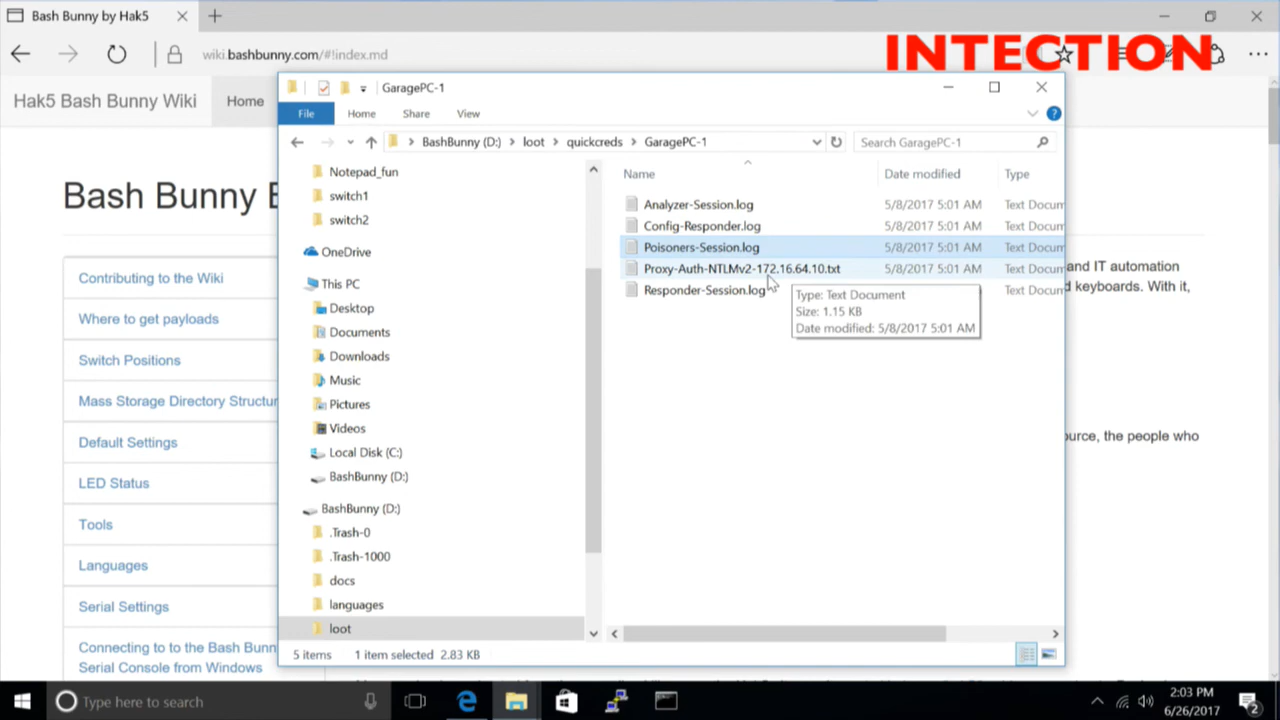 Bash Bunny by Hak5
wiki.bashbunny.com/#!index.md
INTECTION
Hak5 Bash Bunny Wiki
Home
Bash Bunny
Contributing to the Wiki
Where to get payloads
Switch Positions
Mass Storage Directory Structur
Default Settings
LED Status
Tools
Languages
Serial Settings
Connecting to to the Bash Bunn
Serial Console from Windows
and IT automation
d keyboards. With it,
ource, the people who
GaragePC-1
File Home Share View
BashBunny (D:) loot quickcreds GaragePC-1
Search GaragePC-1
Notepad_fun
switch1
switch2
OneDrive
This PC
Desktop
Documents
Downloads
Music
Pictures
Videos
Local Disk (C:)
BashBunny (D:)
BashBunny (D:)
.Trash-0
.Trash-1000
docs
languages
loot
Name Date modified Type
Analyzer-Session.log 5/8/2017 5:01 AM Text Docum
Config-Responder.log 5/8/2017 5:01 AM Text Docum
Poisoners-Session.log 5/8/2017 5:01 AM Text Docum
Proxy-Auth-NTLMv2-172.16.64.10.txt 5/8/2017 5:01 AM Text Docum
Responder-Session.log Text Docum
Type: Text Document
Size: 1.15 KB
Date modified: 5/8/2017 5:01 AM
5 items 1 item selected 2.83 KB
Type here to search
2:03 PM
6/26/2017
2